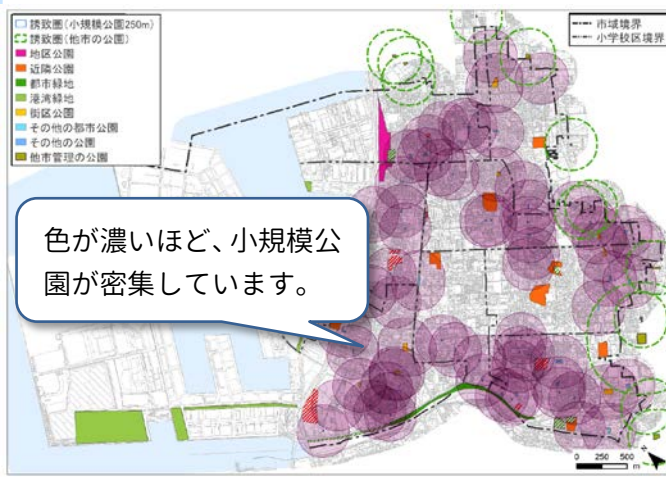 誘致圏(小規模公園250m)
誘致圏(他市の公園)
地区公園
近隣公園
都市緑地
港湾緑地
街区公園
その他の都市公園
その他の公園
他市管理の公園
市域境界
小学校区境界
色が濃いほど、小規模公
園が密集しています。
0 250 500
m